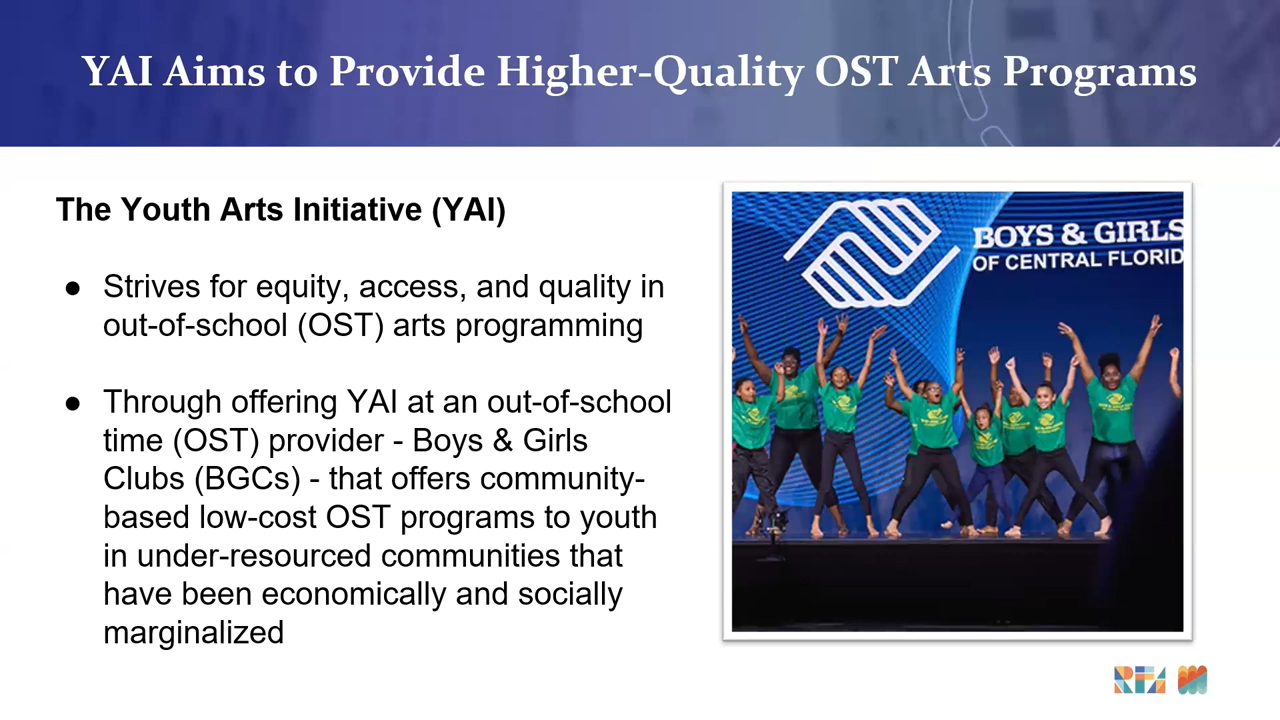 YAI Aims to Provide Higher-Quality OST Arts Programs
The Youth Arts Initiative (YAI)
● Strives for equity, access, and quality in
out-of-school (OST) arts programming
● Through offering YAI at an out-of-school
time (OST) provider - Boys & Girls
Clubs (BGCs) - that offers community-
based low-cost OST programs to youth
in under-resourced communities that
have been economically and socially
marginalized
BOYS & GIRLS
OF CENTRAL FLORID